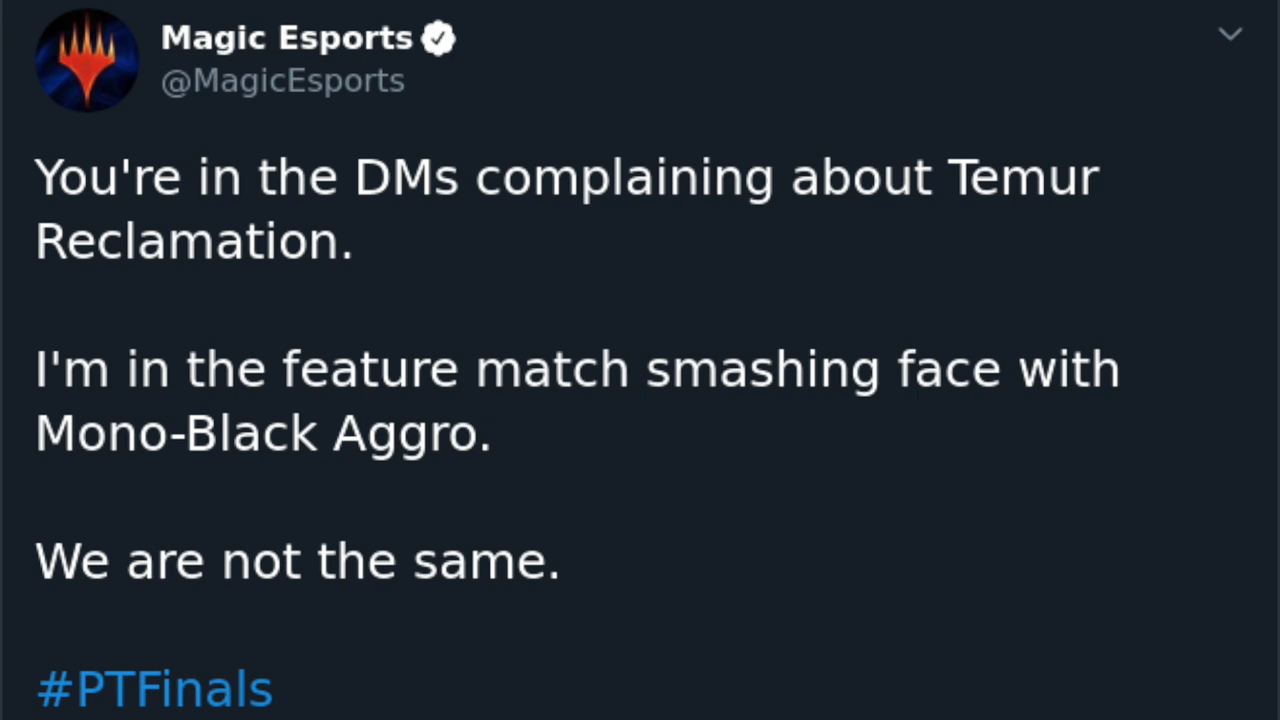 Magic Esports
@MagicEsports
You're in the DMs complaining about Temur
Reclamation.
I'm in the feature match smashing face with
Mono-Black Aggro.
We are not the same.
#PTFinals